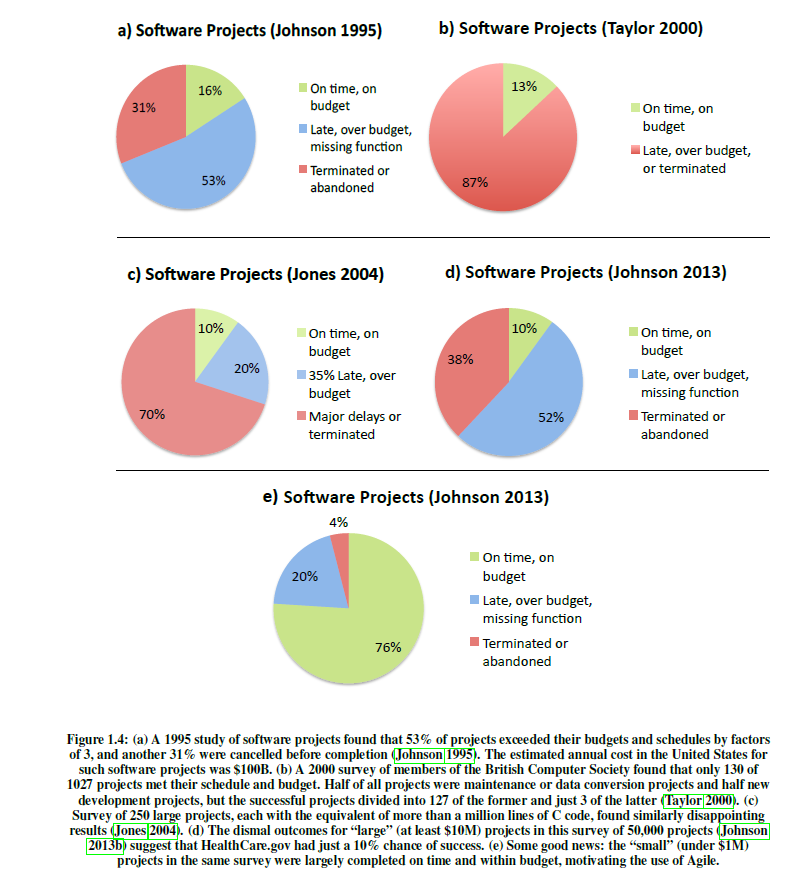 a) Software Projects (Johnson 1995)
16%
53%
31%
On time, on
budget
Late, over budget,
missing function
Terminated or
abandoned
b) Software Projects (Taylor 2000)
13%
87%
On time, on
budget
Late, over budget,
or terminated
c) Software Projects (Jones 2004)
10%
20%
70%
On time, on
budget
35% Late, over
budget
Major delays or
terminated
d) Software Projects (Johnson 2013)
10%
52%
38%
On time, on
budget
Late, over budget,
missing function
Terminated or
abandoned
e) Software Projects (Johnson 2013)
4%
20%
76%
On time, on
budget
Late, over budget,
missing function
Terminated or
abandoned
Figure 1.4: (a) A 1995 study of software projects found that 53% of projects exceeded their budgets and schedules by factors
of 3, and another 31% were cancelled before completion (Johnson 1995). The estimated annual cost in the United States for
such software projects was $100B. (b) A 2000 survey of members of the British Computer Society found that only 130 of
1027 projects met their schedule and budget. Half of all projects were maintenance or data conversion projects and half new
development projects, but the successful projects divided into 127 of the former and just 3 of the latter (Taylor 2000). (c)
Survey of 250 large projects, each with the equivalent of more than a million lines of C code, found similarly disappointing
results (Jones 2004). (d) The dismal outcomes for “large” (at least $10M) projects in this survey of 50,000 projects (Johnson
2013b) suggest that HealthCare.gov had just a 10% chance of success. (e) Some good news: the “small” (under $1M)
projects in the same survey were largely completed on time and within budget, motivating the use of Agile.